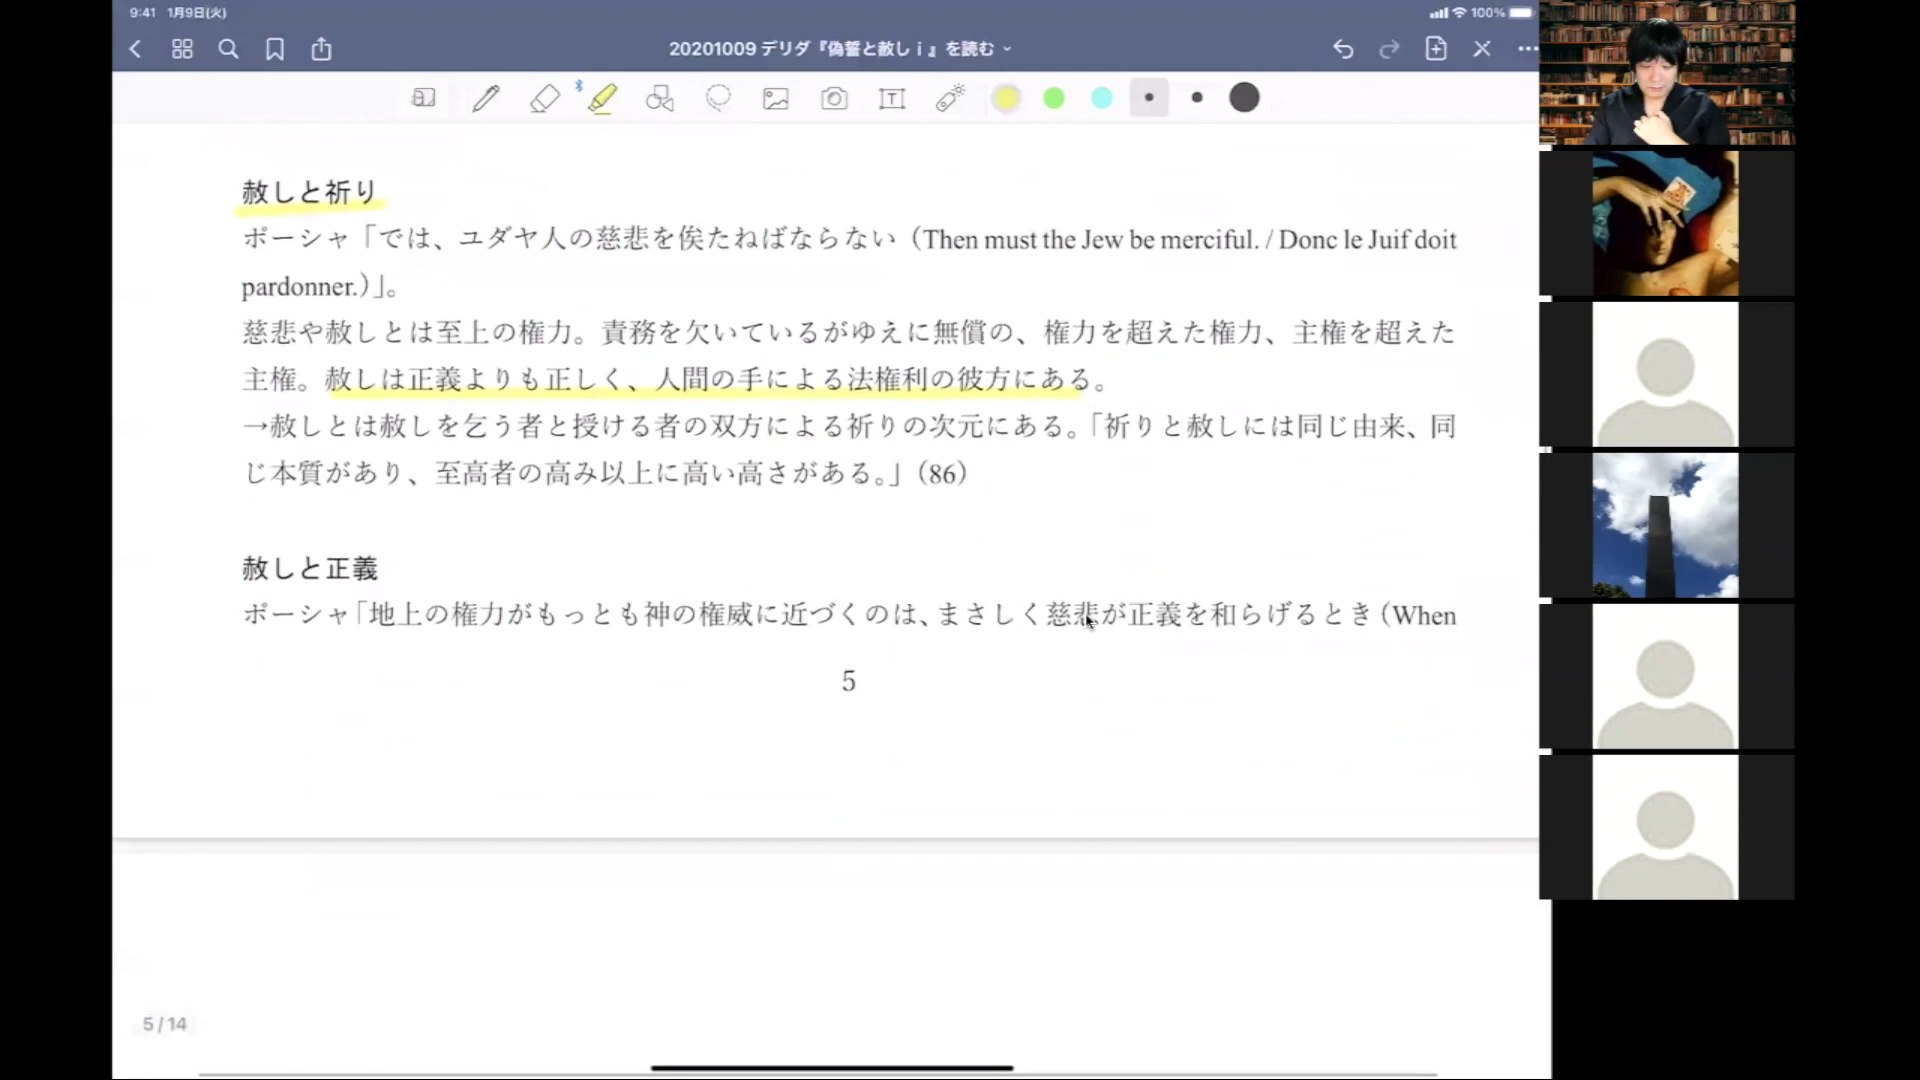 9:41 1月9日(火)
100%
20201009 デリダ『偽誓と赦しⅰ』を読む
赦しと祈り
ポーシャ「では、ユダヤ人の慈悲を俟たねばならない（Then must the Jew be merciful. / Donc le Juif doit
pardonner.)」。
慈悲や赦しとは至上の権力。責務を欠いているがゆえに無償の、権力を超えた権力、主権を超えた
主権。赦しは正義よりも正しく、人間の手による法権利の彼方にある。
→赦しとは赦しを乞う者と授ける者の双方による祈りの次元にある。「祈りと赦しには同じ由来、同
じ本質があり、至高者の高み以上に高い高さがある。」（86）
赦しと正義
ポーシャ「地上の権力がもっとも神の権威に近づくのは、まさしく慈悲が正義を和らげるとき（When
5
5 / 14